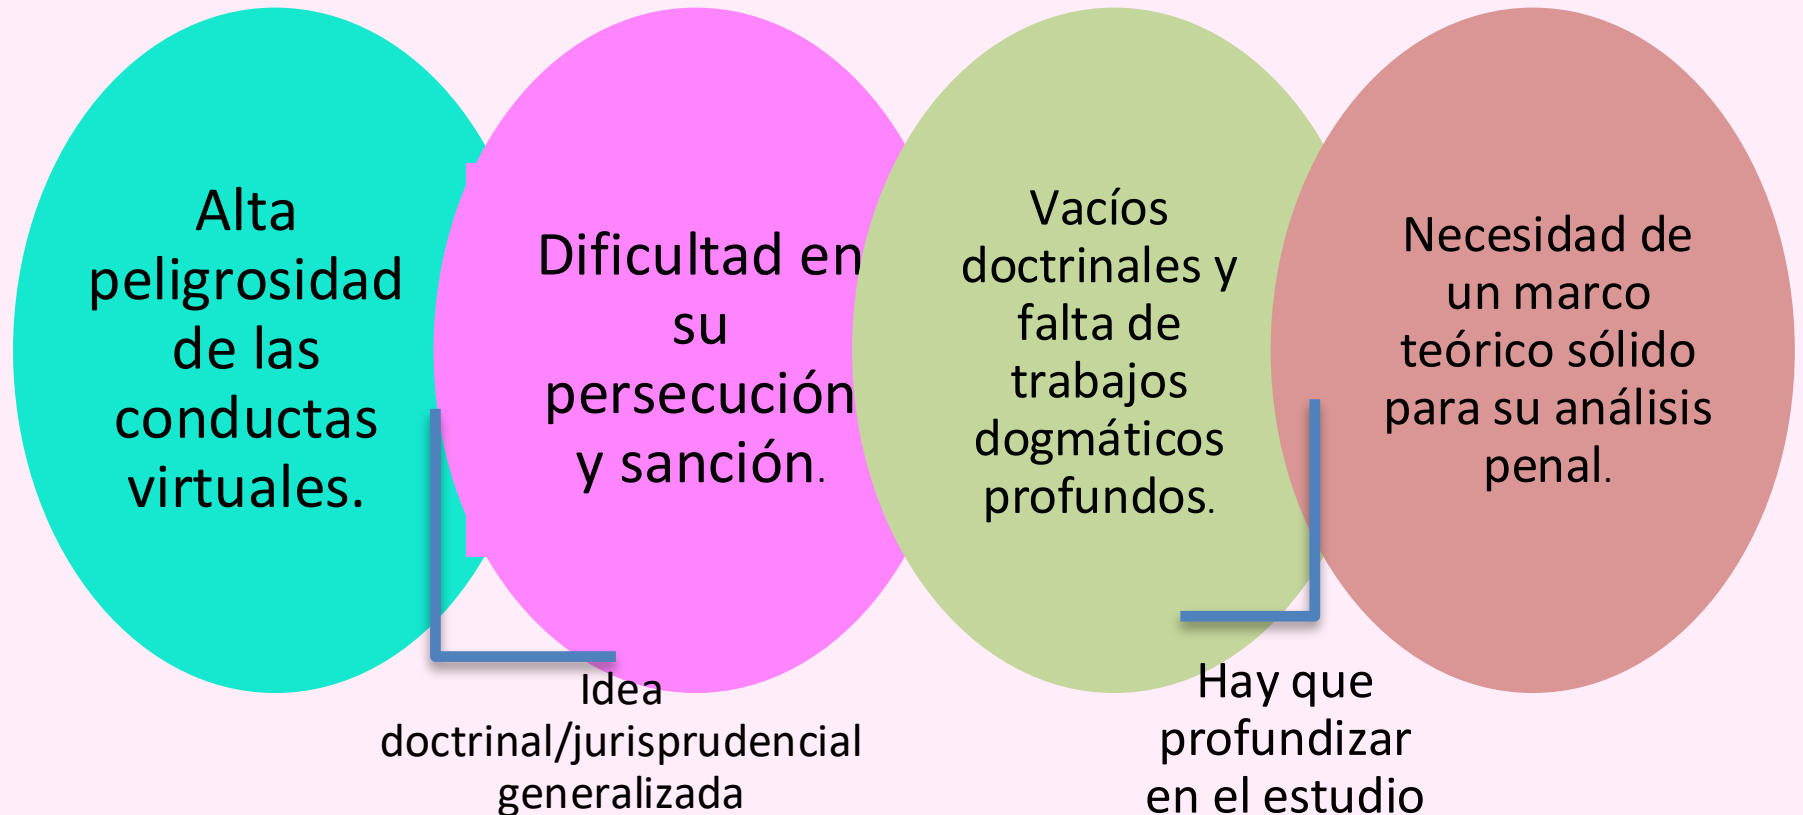 Alta
peligrosidad
de las
conductas
virtuales.
Dificultad en
su
persecución
y sanción.
Vacíos
doctrinales y
falta de
trabajos
dogmáticos
profundos.
Necesidad de
un marco
teórico sólido
para su análisis
penal.
Idea
doctrinal/jurisprudencial
generalizada
Hay que
profundizar
en el estudio